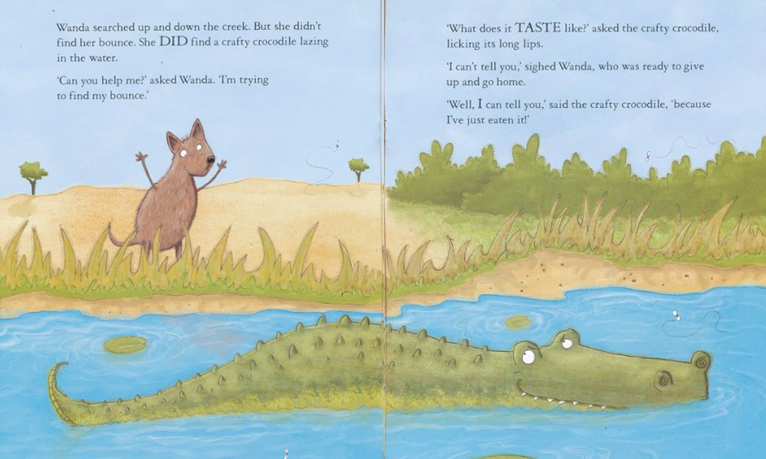 Wanda searched up and down the creek. But she didn't
find her bounce. She DID find a crafty crocodile lazing
in the water.
'Can you help me?' asked Wanda. 'I'm trying
to find my bounce.'
'What does it TASTE like?' asked the crafty crocodile,
licking its long lips.
'I can't tell you,' sighed Wanda, who was ready to give
up and go home.
'Well, I can tell you,' said the crafty crocodile, 'because
I've just eaten it!'